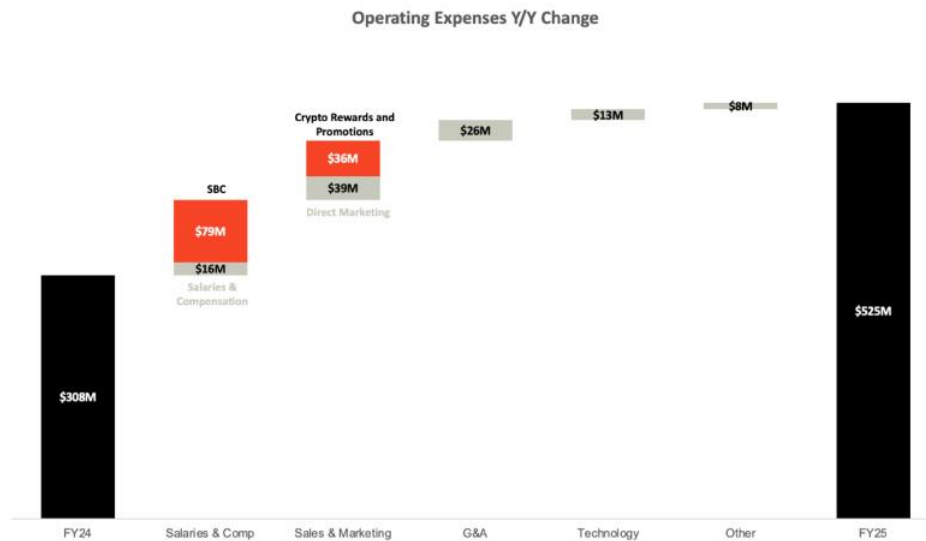 Operating Expenses Y/Y Change
Crypto Rewards and
Promotions
$36M
$39M
Direct Marketing
SBC
$79M
$16M
Salaries &
Compensation
$26M
$13M
$8M
$308M
$525M
FY24
Salaries & Comp
Sales & Marketing
G&A
Technology
Other
FY25